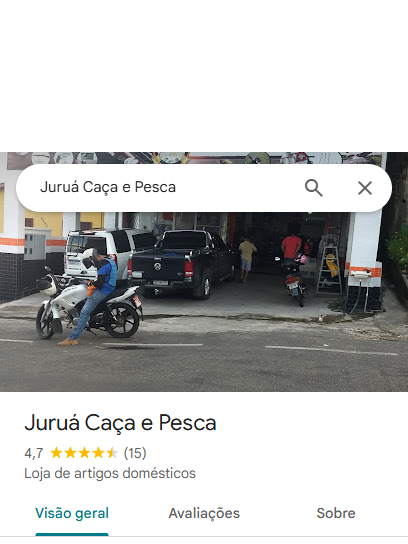 Juruá Caça e Pesca
Juruá Caça e Pesca
4,7 (15)
Loja de artigos domésticos
Visão geral Avaliações Sobre